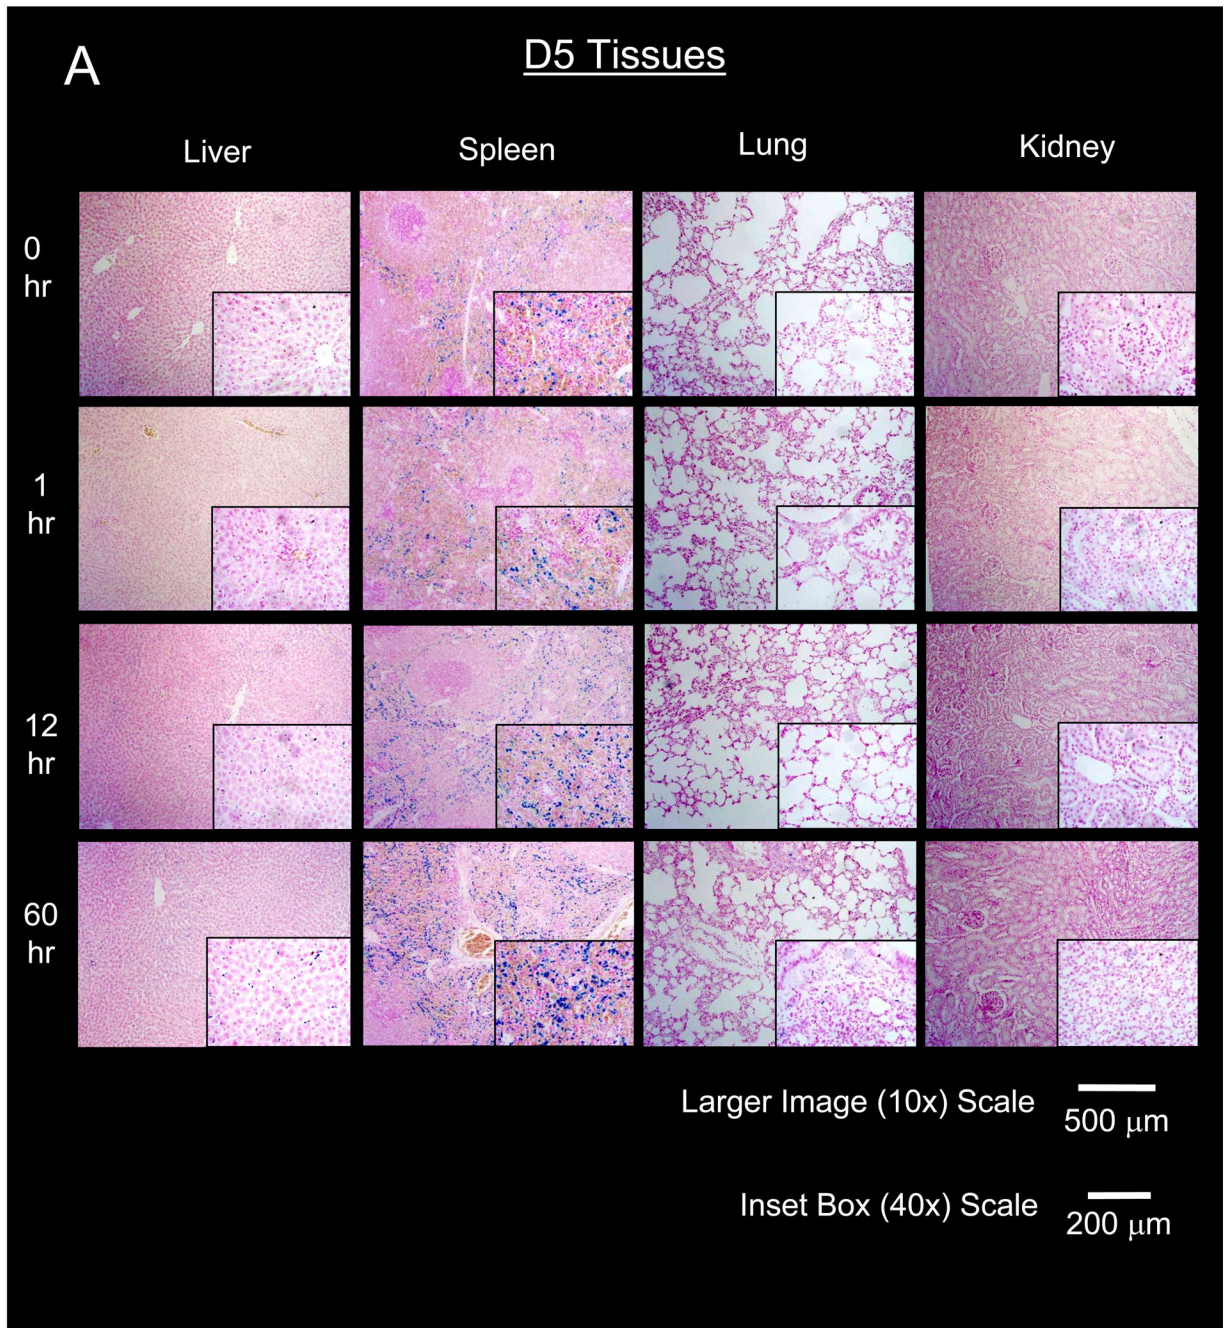 A
D5 Tissues
Liver Spleen Lung Kidney
0
hr
1
hr
12
hr
60
hr
Larger Image (10x) Scale
500 μm
Inset Box (40x) Scale
200 μm